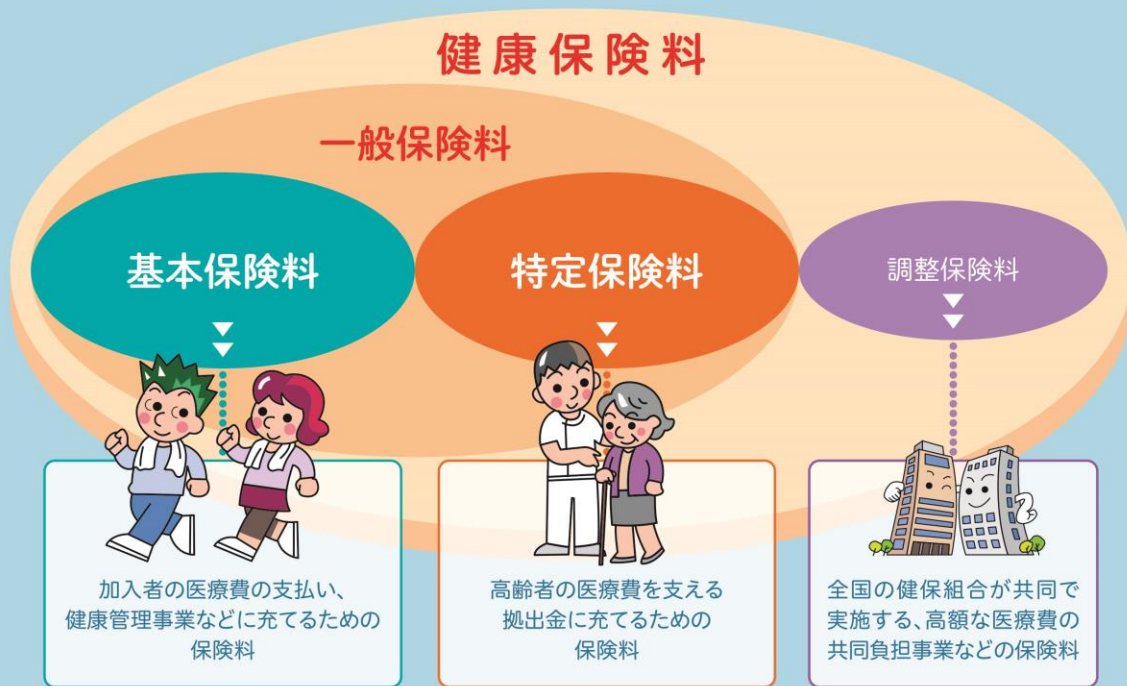 健康保険料
一般保険料
基本保険料
特定保険料
調整保険料
加入者の医療費の支払い、
健康管理事業などに充てるための
保険料
高齢者の医療費を支える
拠出金に充てるための
保険料
全国の健保組合が共同で
実施する、高額な医療費の
共同負担事業などの保険料